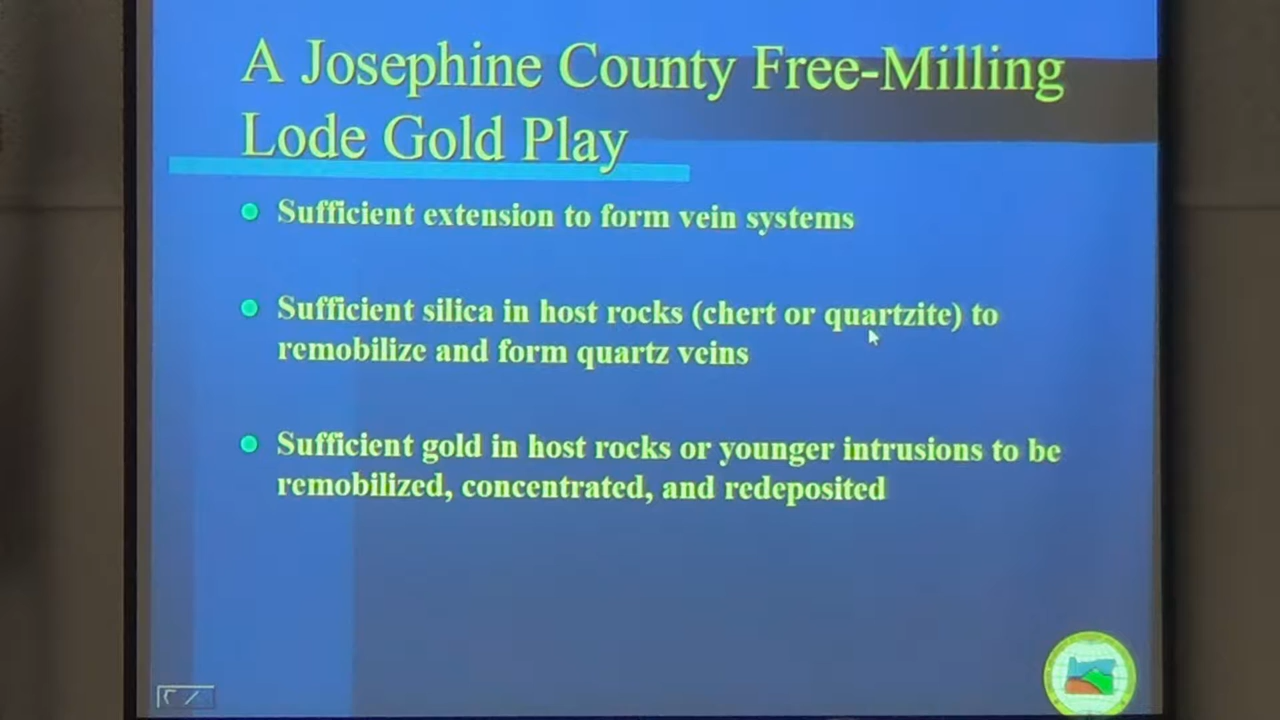 A Josephine County Free-Milling
Lode Gold Play
Sufficient extension to form vein systems
Sufficient silica in host rocks (chert or quartzite) to
remobilize and form quartz veins
Sufficient gold in host rocks or younger intrusions to be
remobilized, concentrated, and redeposited